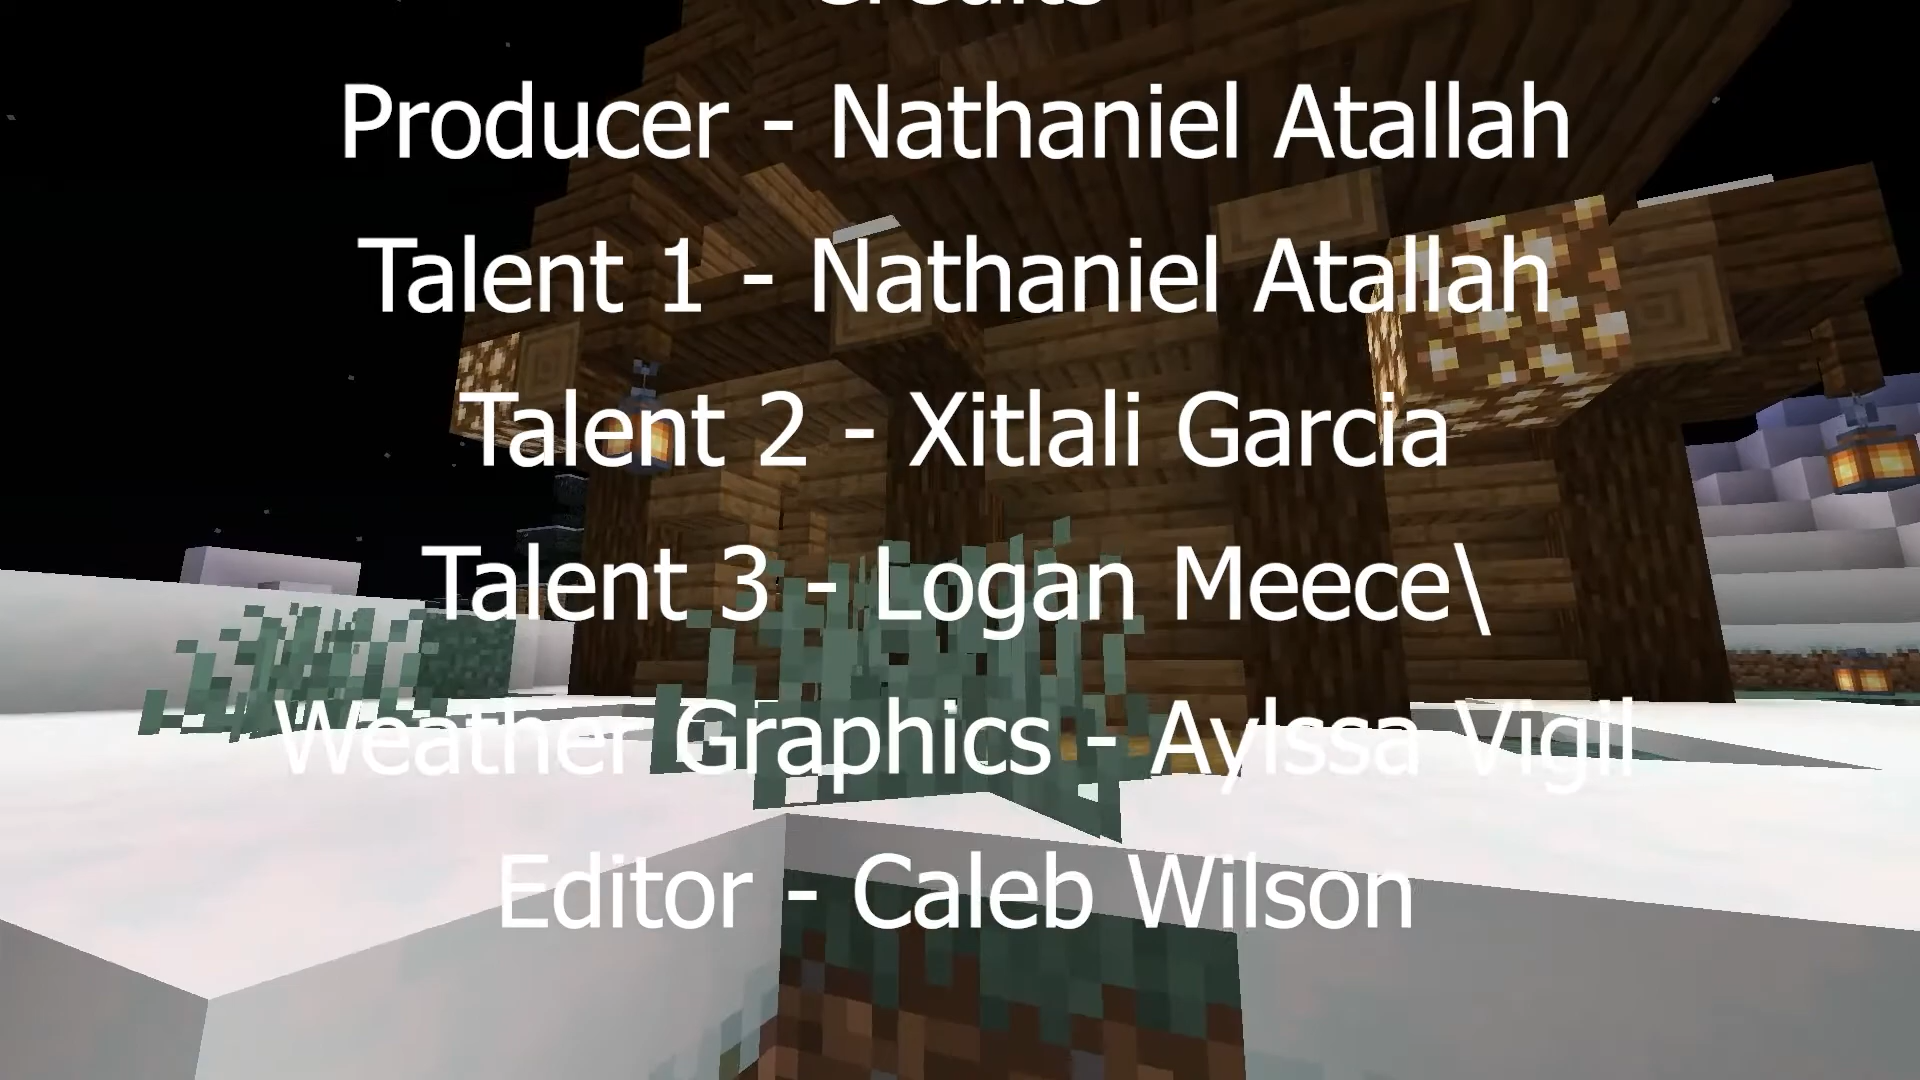 Credits
Producer - Nathaniel Atallah
Talent 1 - Nathaniel Atallah
Talent 2 - Xitlali Garcia
Talent 3 - Logan Meece\
Weather Graphics - Aylssa Vigil
Editor - Caleb Wilson